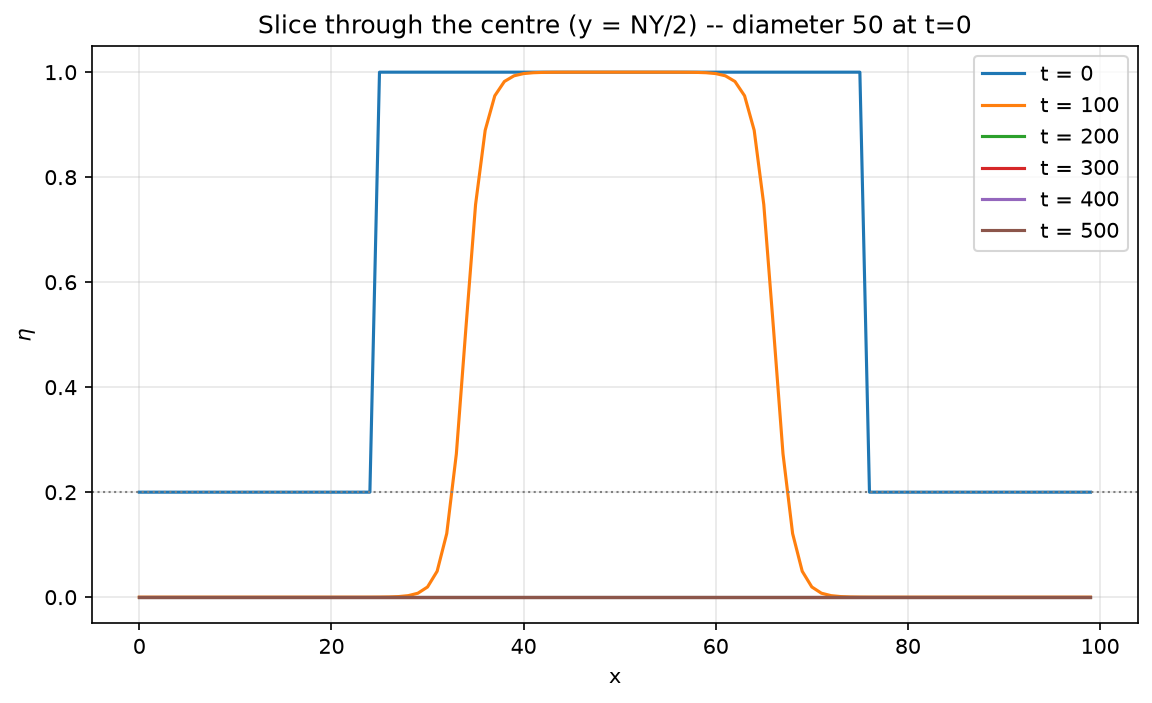 Slice through the centre (y = NY/2) -- diameter 50 at t=0
1.0
0.8
0.6
0.4
0.2
0.0
η
t = 0
t = 100
t = 200
t = 300
t = 400
t = 500
0 20 40 60 80 100
x